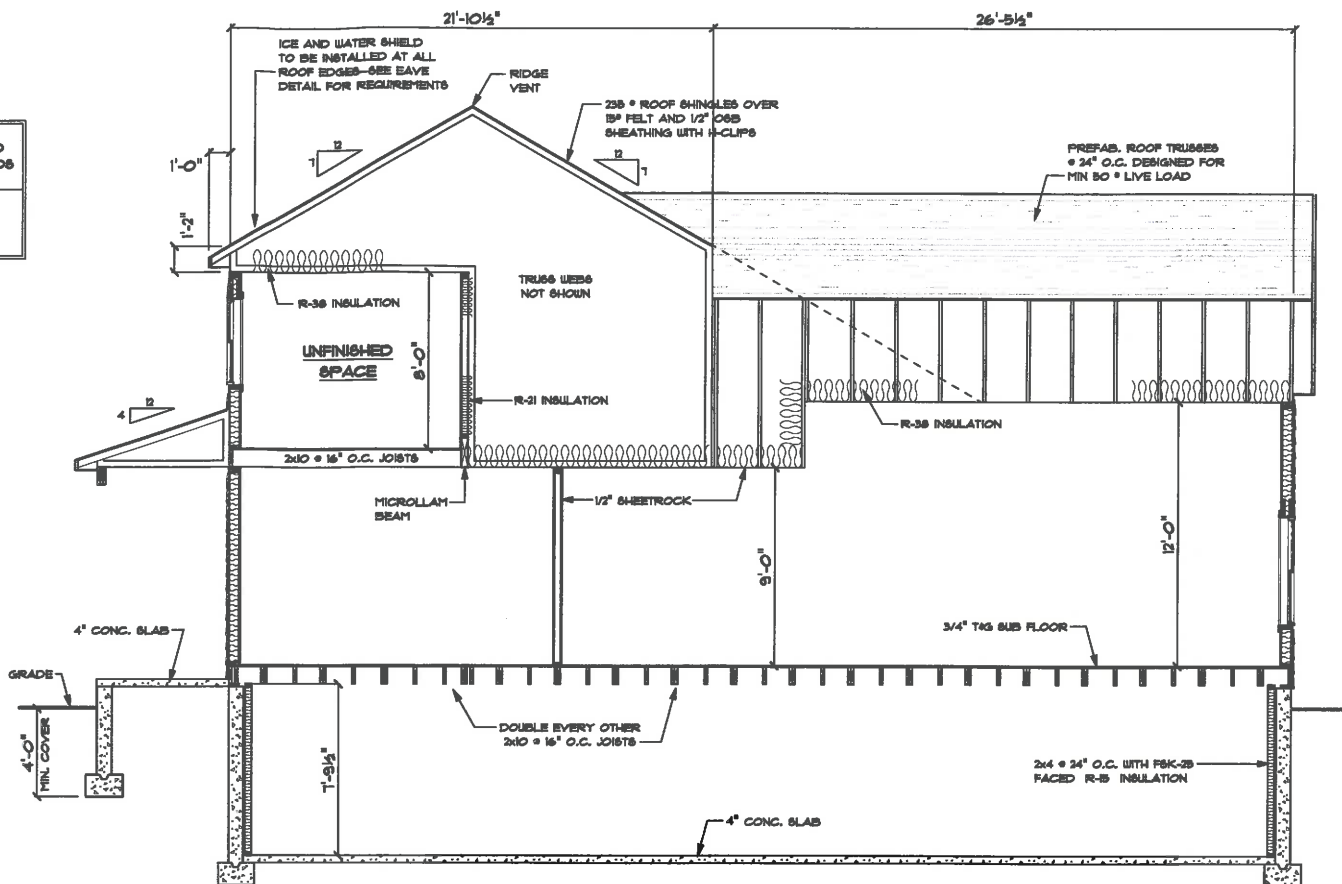 21'-10½"
26'-5½"
ICE AND WATER SHIELD
TO BE INSTALLED AT ALL
ROOF EDGES-SEE EAVE
DETAIL FOR REQUIREMENTS
RIDGE
VENT
235 # ROOF SHINGLES OVER
15# FELT AND 1/2" OSB
SHEATHING WITH H-CLIPS
PREFAB. ROOF TRUSSES
@ 24" O.C. DESIGNED FOR
MIN 50 # LIVE LOAD
1'-0"
12
7
12
7
1'-2"
R-38 INSULATION
TRUSS WEBS
NOT SHOWN
UNFINISHED
SPACE
8'-0"
12
4
R-21 INSULATION
R-38 INSULATION
2x10 @ 16" O.C. JOISTS
MICROLLAM
BEAM
1/2" SHEETROCK
9'-0"
12'-0"
4" CONC. SLAB
3/4" T&G SUB FLOOR
GRADE
4'-0"
MIN. COVER
DOUBLE EVERY OTHER
2x10 @ 16" O.C. JOISTS
7'-9½"
2x4 @ 24" O.C. WITH FSK-25
FACED R-15 INSULATION
4" CONC. SLAB